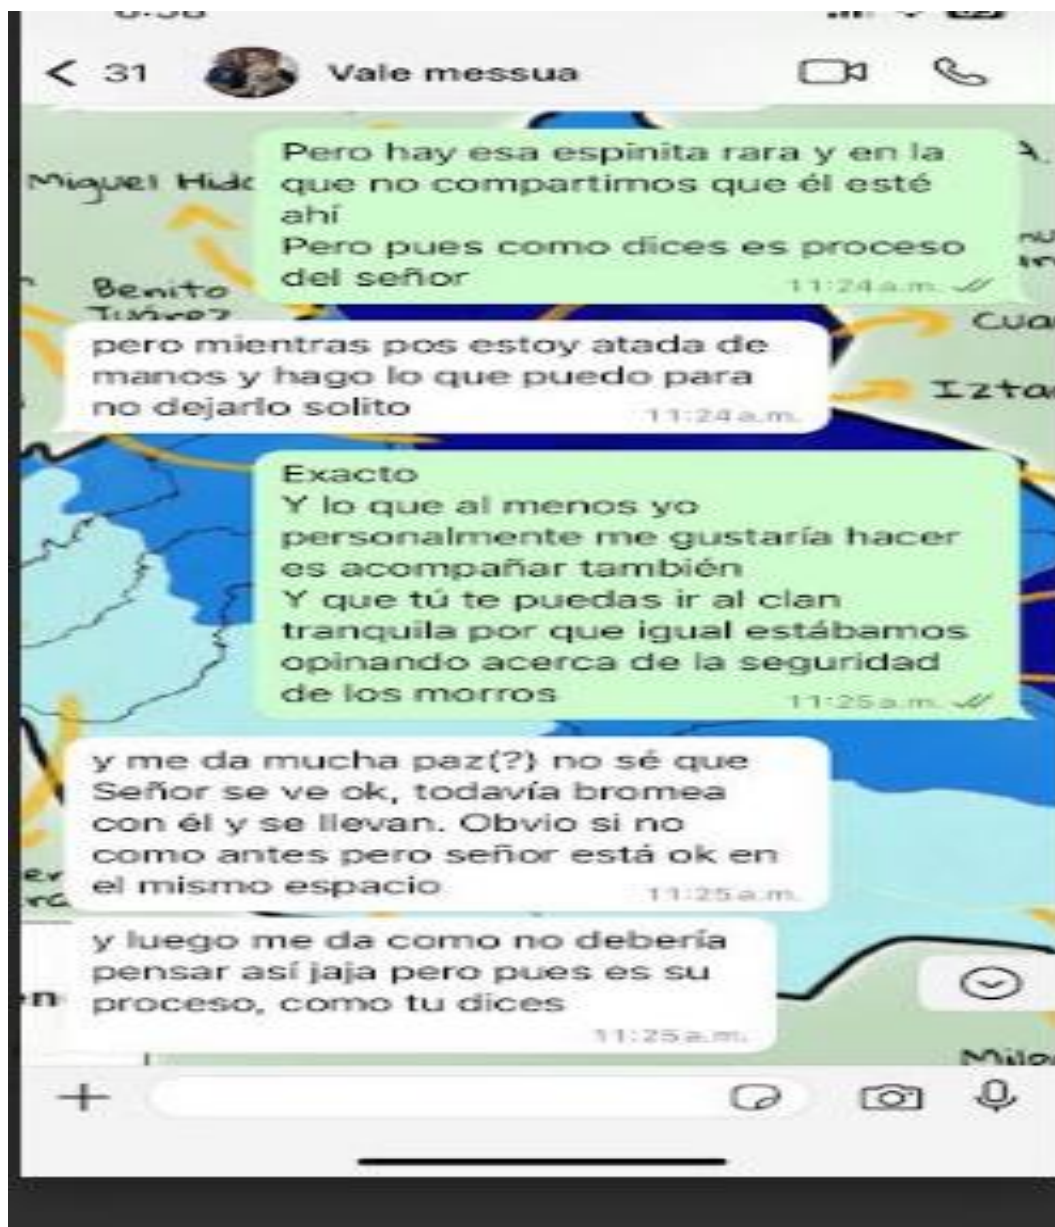 31 Vale messua
Pero hay esa espinita rara y en la
que no compartimos que él esté
ahí
Pero pues como dices es proceso
del señor
11:24 a.m.
Miguel Hida
Benito
Juárez
pero mientras pos estoy atada de
manos y hago lo que puedo para
no dejarlo solito
11:24 a.m.
Cua
Izta
Exacto
Y lo que al menos yo
personalmente me gustaría hacer
es acompañar también
Y que tú te puedas ir al clan
tranquila por que igual estábamos
opinando acerca de la seguridad
de los morros
11:25 a.m.
y me da mucha paz(?) no sé que
Señor se ve ok, todavía bromea
con él y se llevan. Obvio si no
como antes pero señor está ok en
el mismo espacio
11:25 a.m.
y luego me da como no debería
pensar así jaja pero pues es su
proceso, como tu dices
11:25 a.m.
Milp